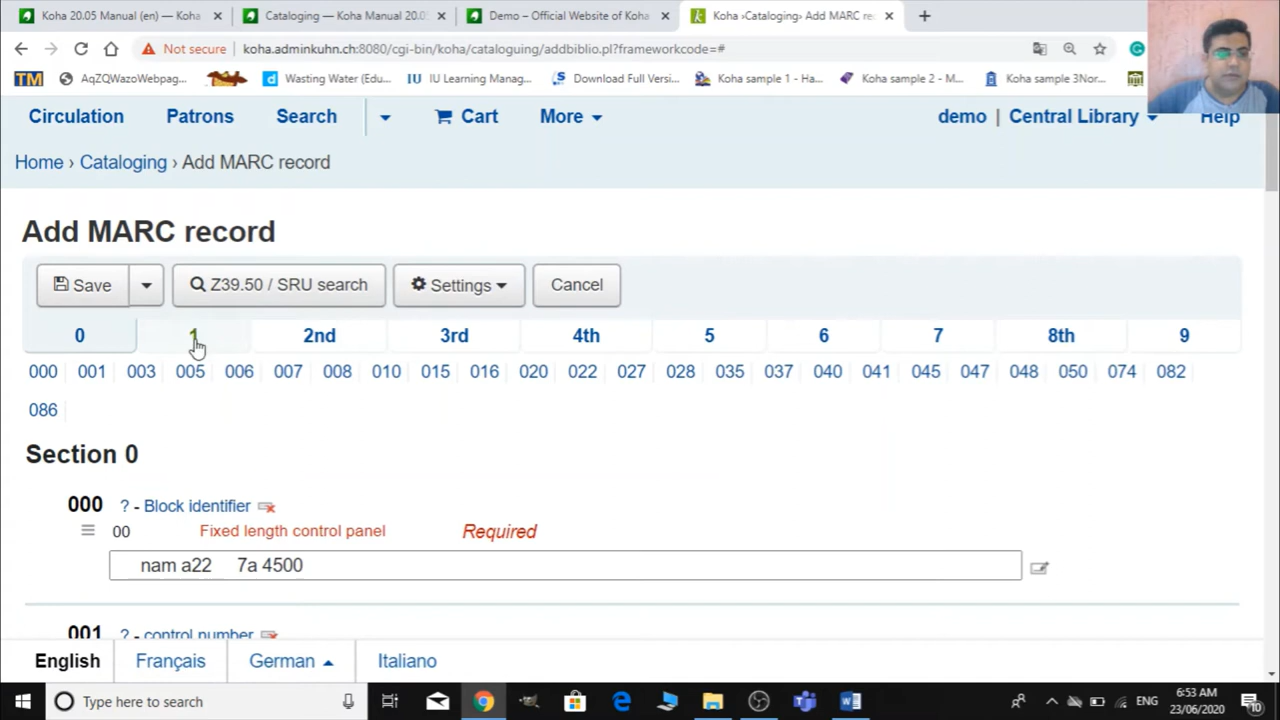 Koha 20.05 Manual (en) — Koha
Cataloging — Koha Manual 20.05
Demo – Official Website of Koha
Koha ›Cataloging› Add MARC rec
Not secure koha.adminkuhn.ch:8080/cgi-bin/koha/cataloguing/addbiblio.pl?frameworkcode=#
TM AqZQWazoWebpag... d Wasting Water (Edu... IU IU Learning Manag... Download Full Versi... Koha sample 1 - Ha... Koha sample 2 - M... Koha sample 3Nor...
Circulation Patrons Search Cart More demo | Central Library Help
Home › Cataloging › Add MARC record
Add MARC record
Save Z39.50 / SRU search Settings Cancel
0 1 2nd 3rd 4th 5 6 7 8th 9
000 001 003 005 006 007 008 010 015 016 020 022 027 028 035 037 040 041 045 047 048 050 074 082
086
Section 0
000 ? - Block identifier
00 Fixed length control panel Required
nam a22 7a 4500
001 ? - control number
English Français German Italiano
Type here to search ENG 6:53 AM
23/06/2020 10